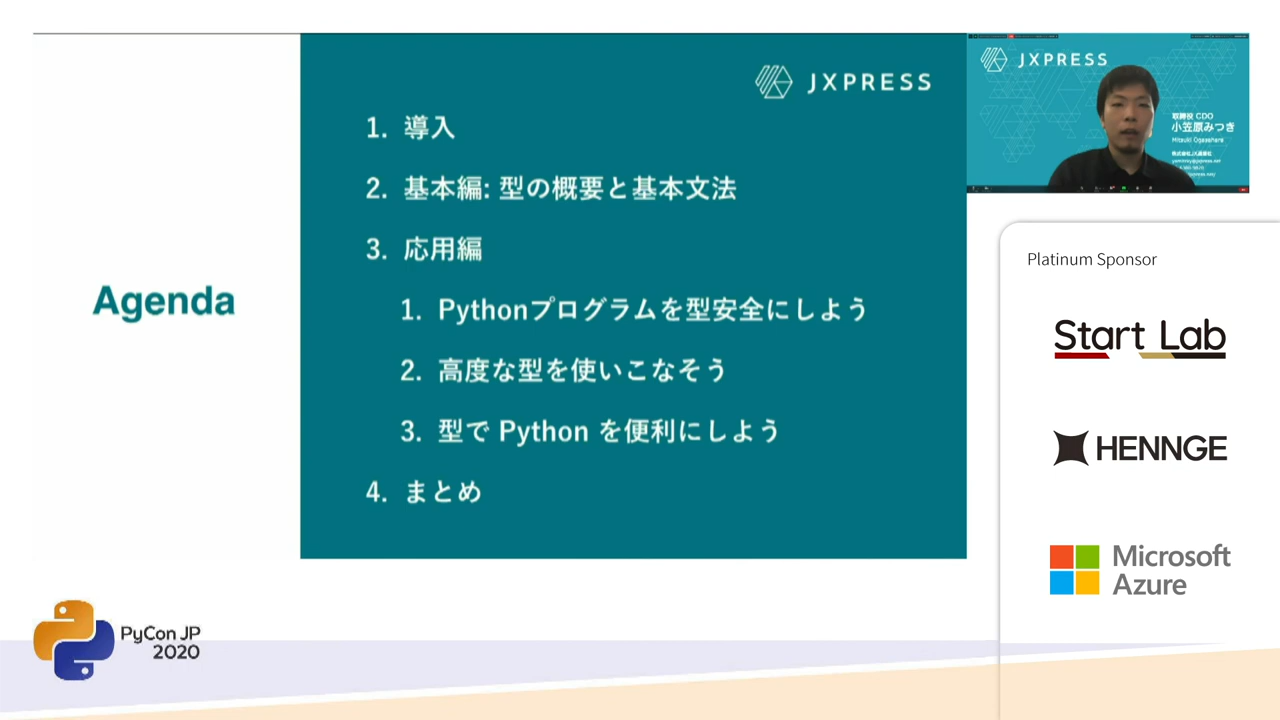 Agenda
JXPRESS
1. 導入
2. 基本編: 型の概要と基本文法
3. 応用編
1. Pythonプログラムを型安全にしよう
2. 高度な型を使いこなそう
3. 型で Python を便利にしよう
4. まとめ
JXPRESS
取締役 CDO
小笠原みつき
Mitsuki Ogasahara
株式会社JX通信社
Platinum Sponsor
Start Lab
HENNGE
Microsoft
Azure
PyCon JP
2020